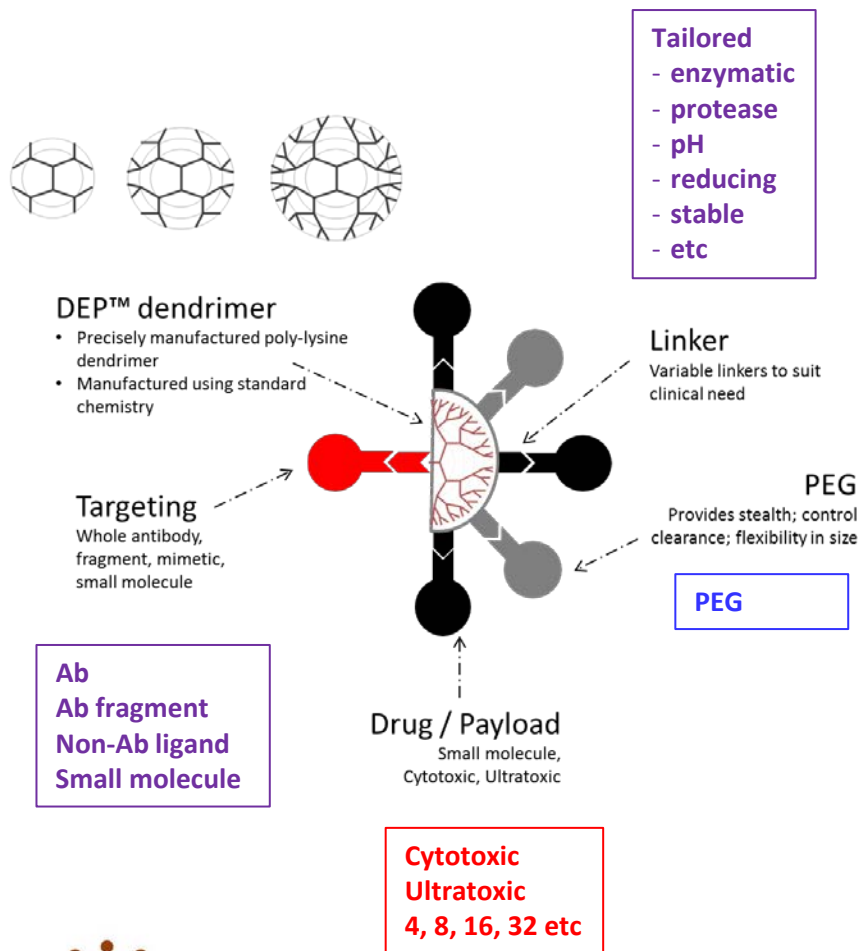 Tailored
- enzymatic
- protease
- pH
- reducing
- stable
- etc
DEP™ dendrimer
• Precisely manufactured poly-lysine
dendrimer
• Manufactured using standard
chemistry
Linker
Variable linkers to suit
clinical need
Targeting
Whole antibody,
fragment, mimetic,
small molecule
PEG
Provides stealth; control
clearance; flexibility in size
PEG
Ab
Ab fragment
Non-Ab ligand
Small molecule
Drug / Payload
Small molecule,
Cytotoxic, Ultratoxic
Cytotoxic
Ultratoxic
4, 8, 16, 32 etc